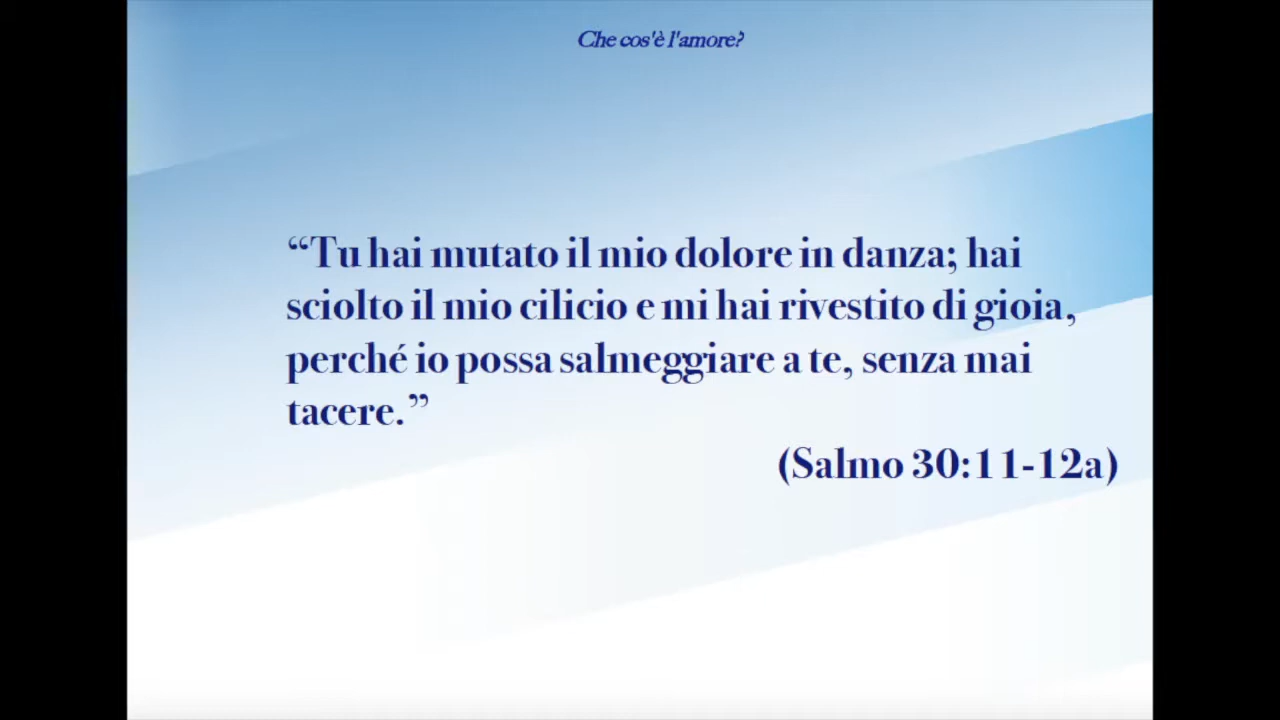 Che cos'è l'amore?
“Tu hai mutato il mio dolore in danza; hai
sciolto il mio cilicio e mi hai rivestito di gioia,
perché io possa salmeggiare a te, senza mai
tacere.”
(Salmo 30:11-12a)